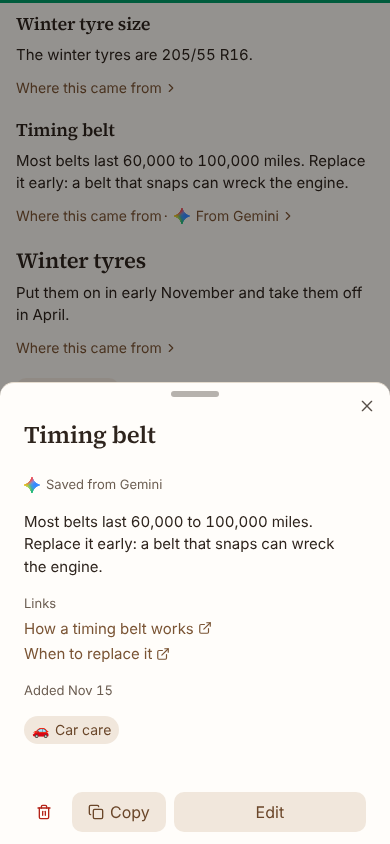 Winter tyre size
The winter tyres are 205/55 R16.
Where this came from
Timing belt
Most belts last 60,000 to 100,000 miles. Replace
it early: a belt that snaps can wreck the engine.
Where this came from · From Gemini
Winter tyres
Put them on in early November and take them off
in April.
Where this came from
Timing belt
Saved from Gemini
Most belts last 60,000 to 100,000 miles.
Replace it early: a belt that snaps can wreck
the engine.
Links
How a timing belt works
When to replace it
Added Nov 15
Car care
Copy
Edit